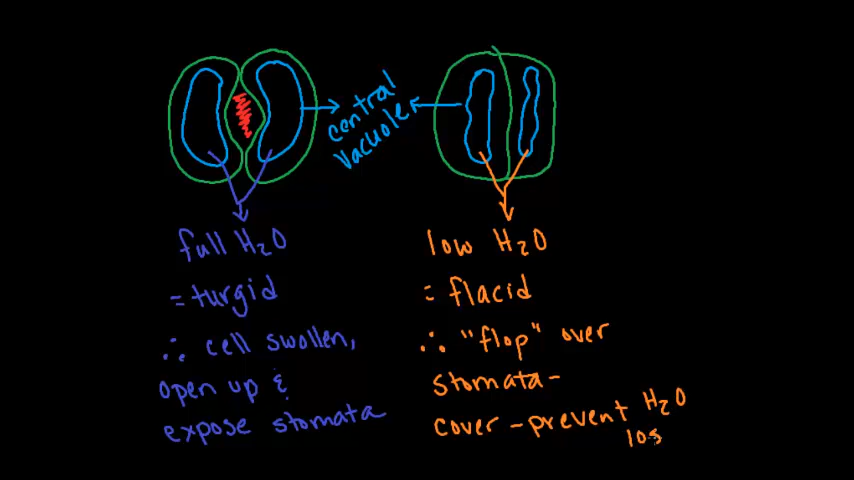 central
vacuole
full H₂O
= turgid
∴ cell swollen,
open up &
expose stomata
low H₂O
= flacid
∴ "flop" over
stomata -
cover - prevent H₂O
los